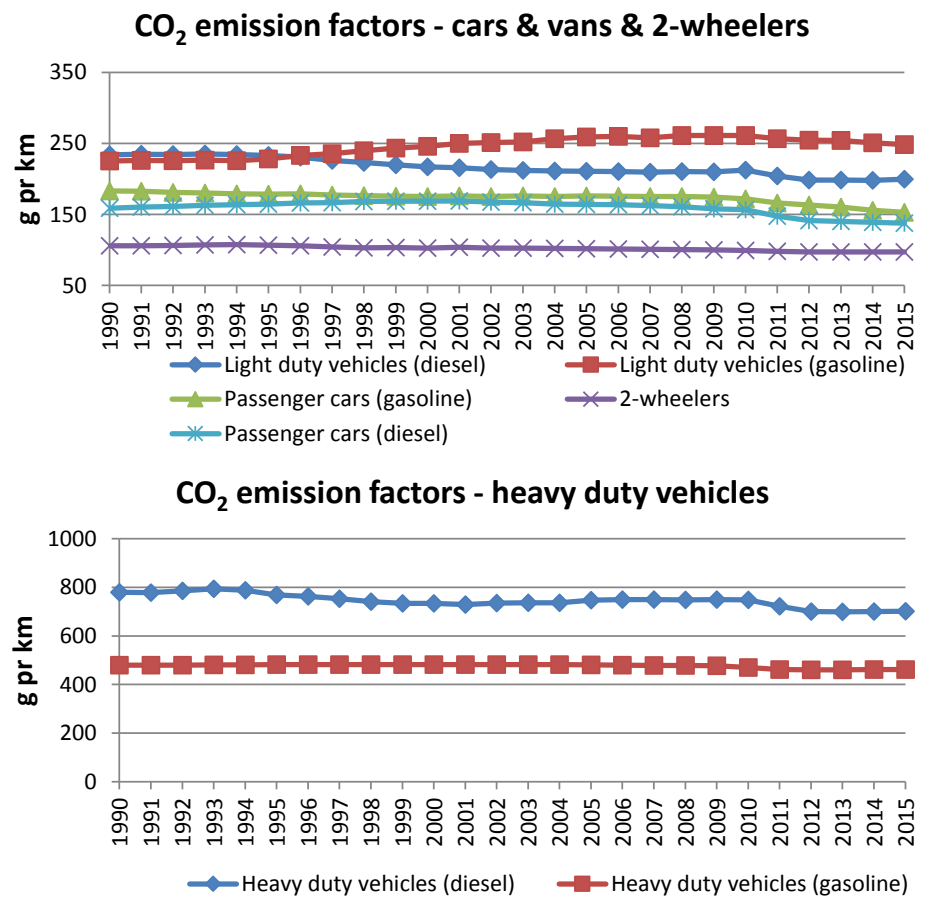 CO₂ emission factors - cars & vans & 2-wheelers
g pr km
350
250
150
50
1990 1991 1992 1993 1994 1995 1996 1997 1998 1999 2000 2001 2002 2003 2004 2005 2006 2007 2008 2009 2010 2011 2012 2013 2014 2015
Light duty vehicles (diesel) Light duty vehicles (gasoline)
Passenger cars (gasoline) 2-wheelers
Passenger cars (diesel)
CO₂ emission factors - heavy duty vehicles
g pr km
1000
800
600
400
200
0
1990 1991 1992 1993 1994 1995 1996 1997 1998 1999 2000 2001 2002 2003 2004 2005 2006 2007 2008 2009 2010 2011 2012 2013 2014 2015
Heavy duty vehicles (diesel) Heavy duty vehicles (gasoline)